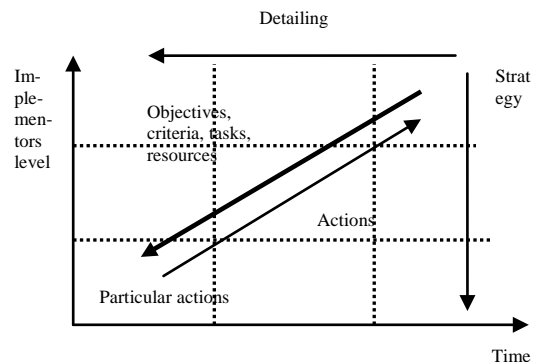 Detailing
Im-
ple-
men-
tors
level
Strat
egy
Objectives,
criteria, tasks,
resources
Actions
Particular actions
Time